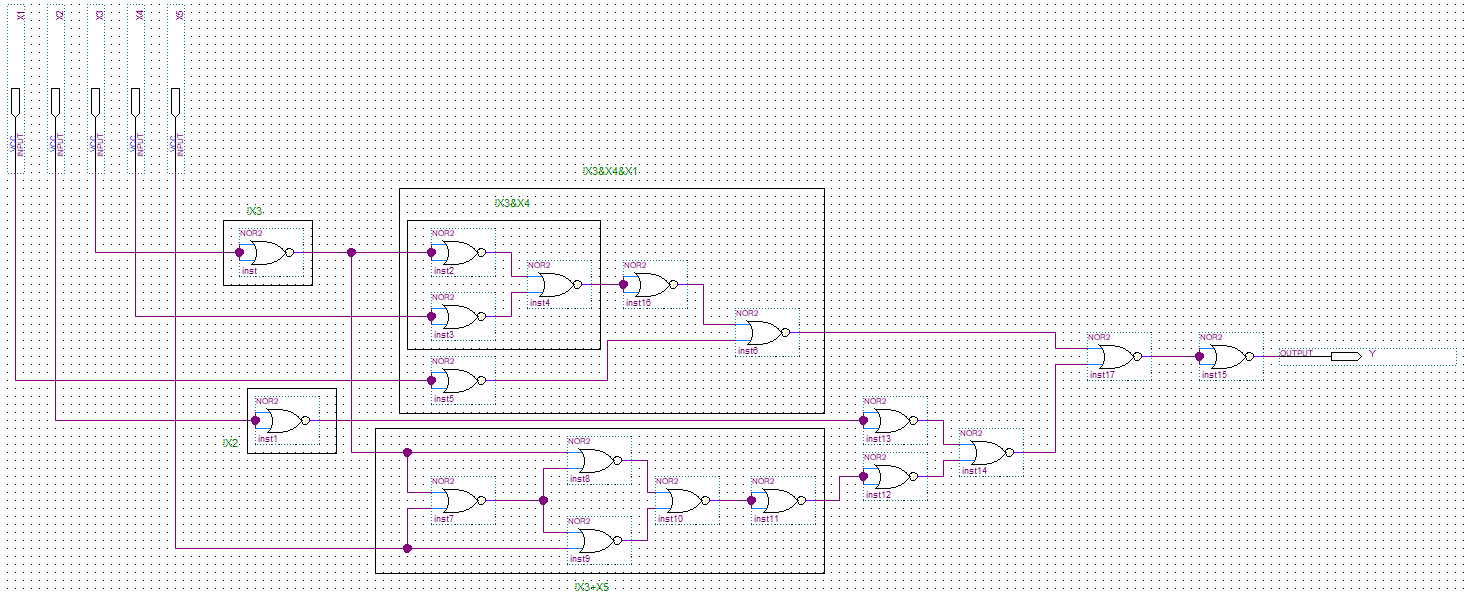 X1
X2
X3
X4
X5
VCC
INPUT
VCC
INPUT
VCC
INPUT
VCC
INPUT
VCC
INPUT
!X3&X4&X1
!X3&X4
!X3
NOR2
inst
NOR2
inst2
NOR2
inst4
NOR2
inst16
NOR2
inst3
NOR2
inst6
NOR2
inst5
NOR2
inst17
NOR2
inst15
OUTPUT
Y
!X2
NOR2
inst1
NOR2
inst13
NOR2
inst14
NOR2
inst12
NOR2
inst8
NOR2
inst7
NOR2
inst10
NOR2
inst11
NOR2
inst9
!X3+X5